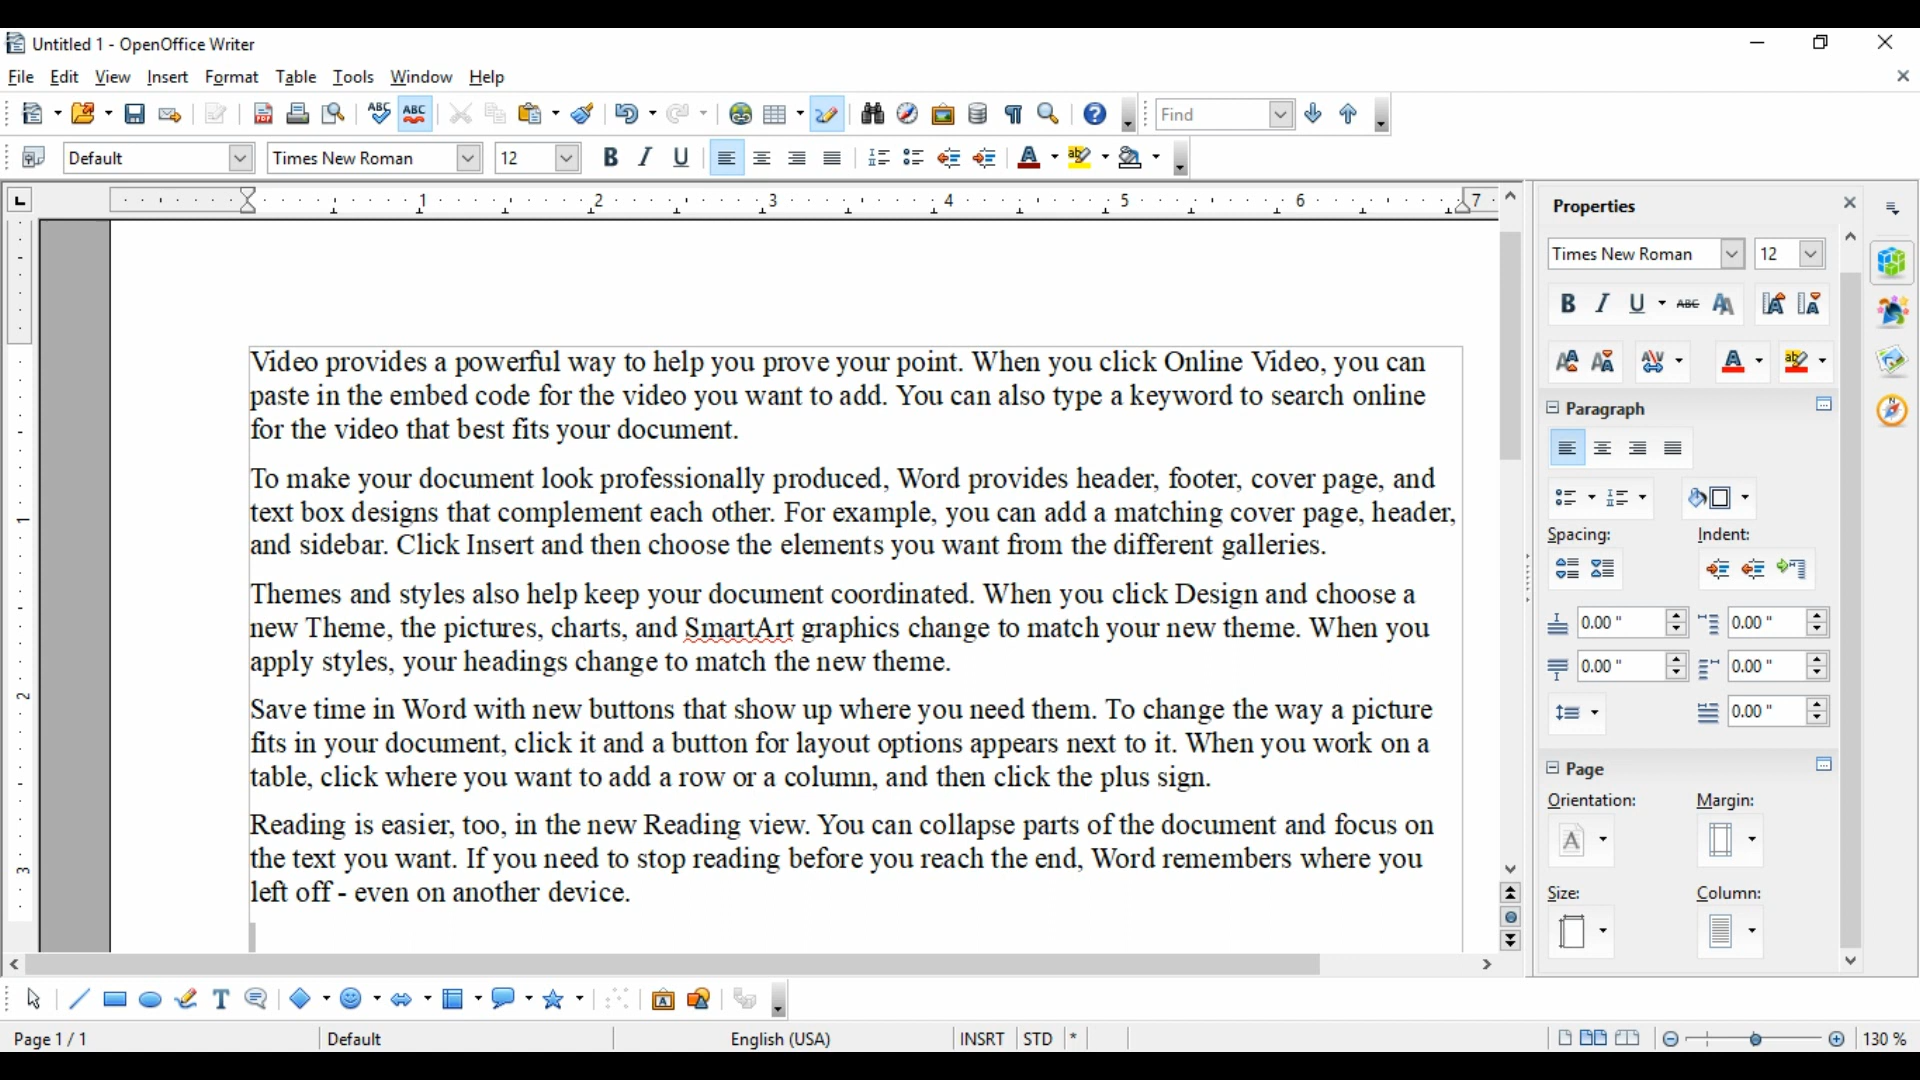 Untitled 1 - OpenOffice Writer
File Edit View Insert Format Table Tools Window Help
Find
Default Times New Roman 12
1 2 3 4 5 6 7
Properties
Times New Roman 12
Video provides a powerful way to help you prove your point. When you click Online Video, you can
paste in the embed code for the video you want to add. You can also type a keyword to search online
for the video that best fits your document.
To make your document look professionally produced, Word provides header, footer, cover page, and
text box designs that complement each other. For example, you can add a matching cover page, header,
and sidebar. Click Insert and then choose the elements you want from the different galleries.
Themes and styles also help keep your document coordinated. When you click Design and choose a
new Theme, the pictures, charts, and SmartArt graphics change to match your new theme. When you
apply styles, your headings change to match the new theme.
Save time in Word with new buttons that show up where you need them. To change the way a picture
fits in your document, click it and a button for layout options appears next to it. When you work on a
table, click where you want to add a row or a column, and then click the plus sign.
Reading is easier, too, in the new Reading view. You can collapse parts of the document and focus on
the text you want. If you need to stop reading before you reach the end, Word remembers where you
left off - even on another device.
1
2
3
Paragraph
Spacing: Indent:
0.00 " 0.00 "
0.00 " 0.00 "
0.00 "
Page
Orientation: Margin:
Size: Column:
Page 1 / 1 Default English (USA) INSRT STD * 130 %